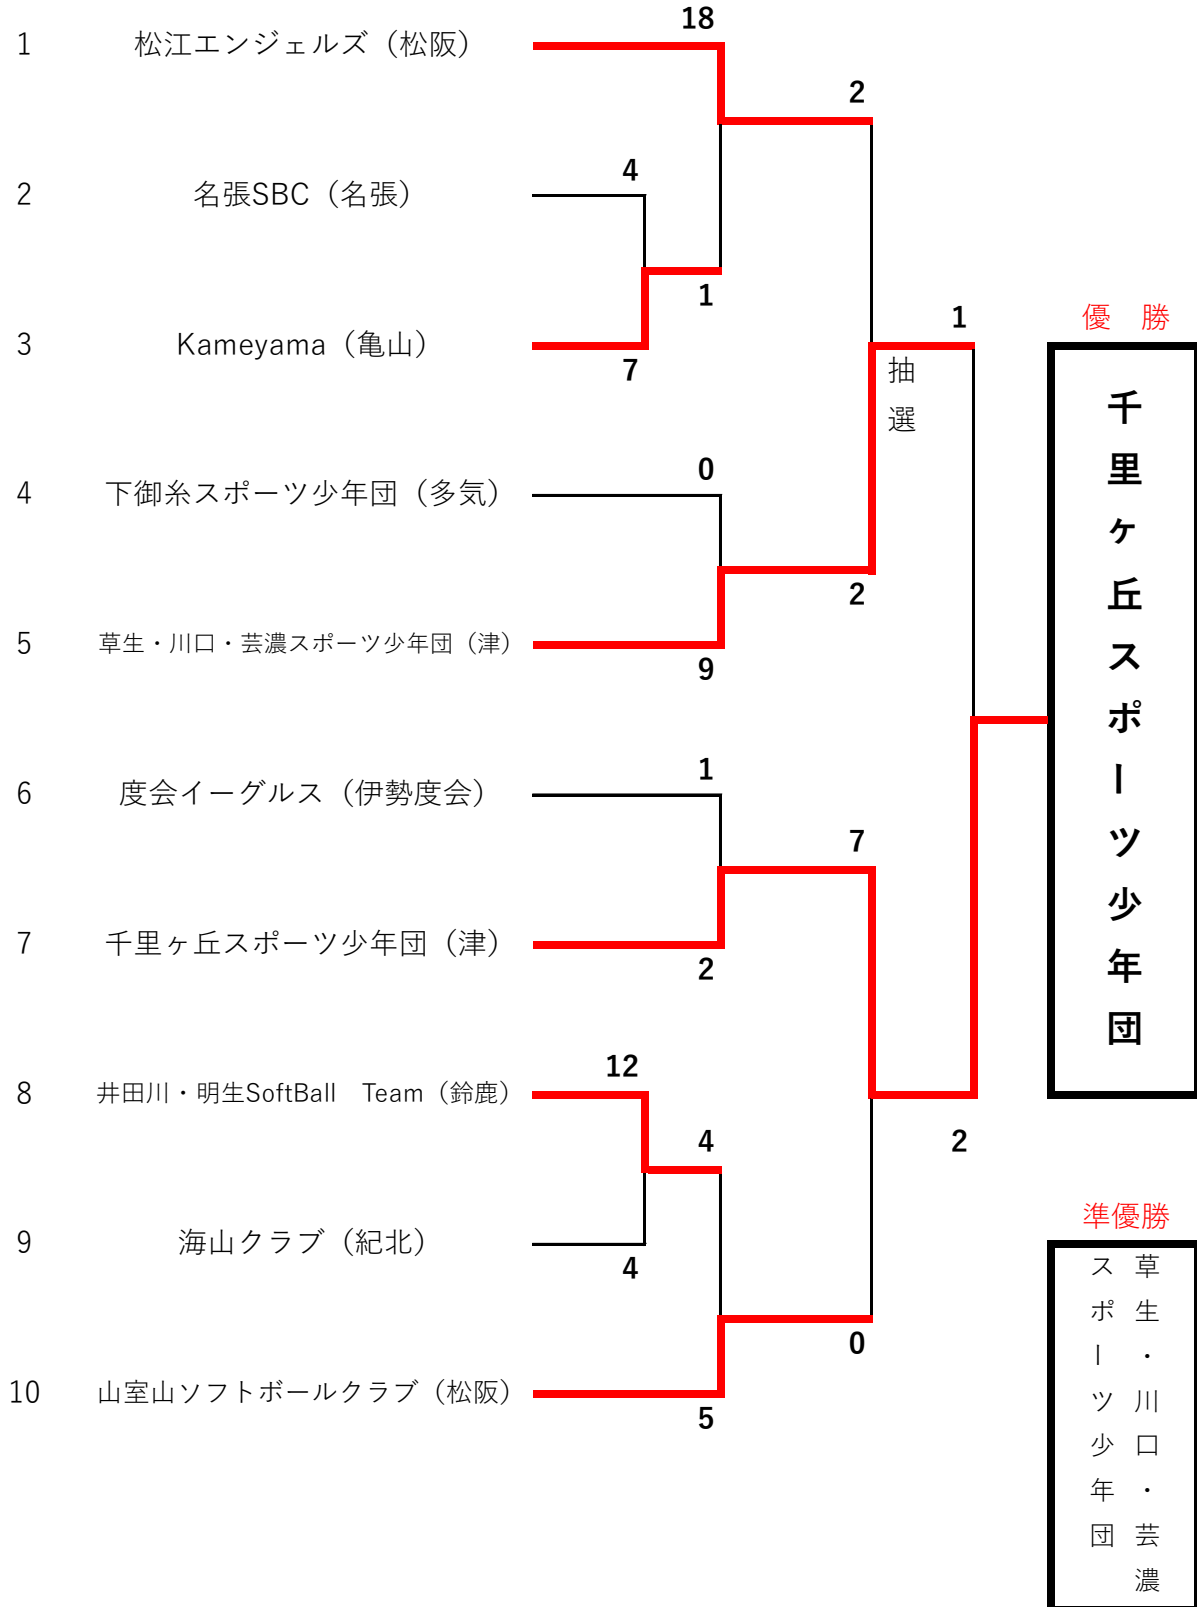 18
1 松江エンジェルズ（松阪）
2
4
2 名張SBC（名張）
1
3 Kameyama（亀山）
7
1
抽選
0
4 下御糸スポーツ少年団（多気）
2
5 草生・川口・芸濃スポーツ少年団（津）
9
1
6 度会イーグルス（伊勢度会）
7
7 千里ヶ丘スポーツ少年団（津）
2
12
8 井田川・明生SoftBall　Team（鈴鹿）
4
2
9 海山クラブ（紀北）
4
0
10 山室山ソフトボールクラブ（松阪）
5
優　勝
千里ヶ丘スポーツ少年団
準優勝
草生・川口・芸濃
スポーツ少年団